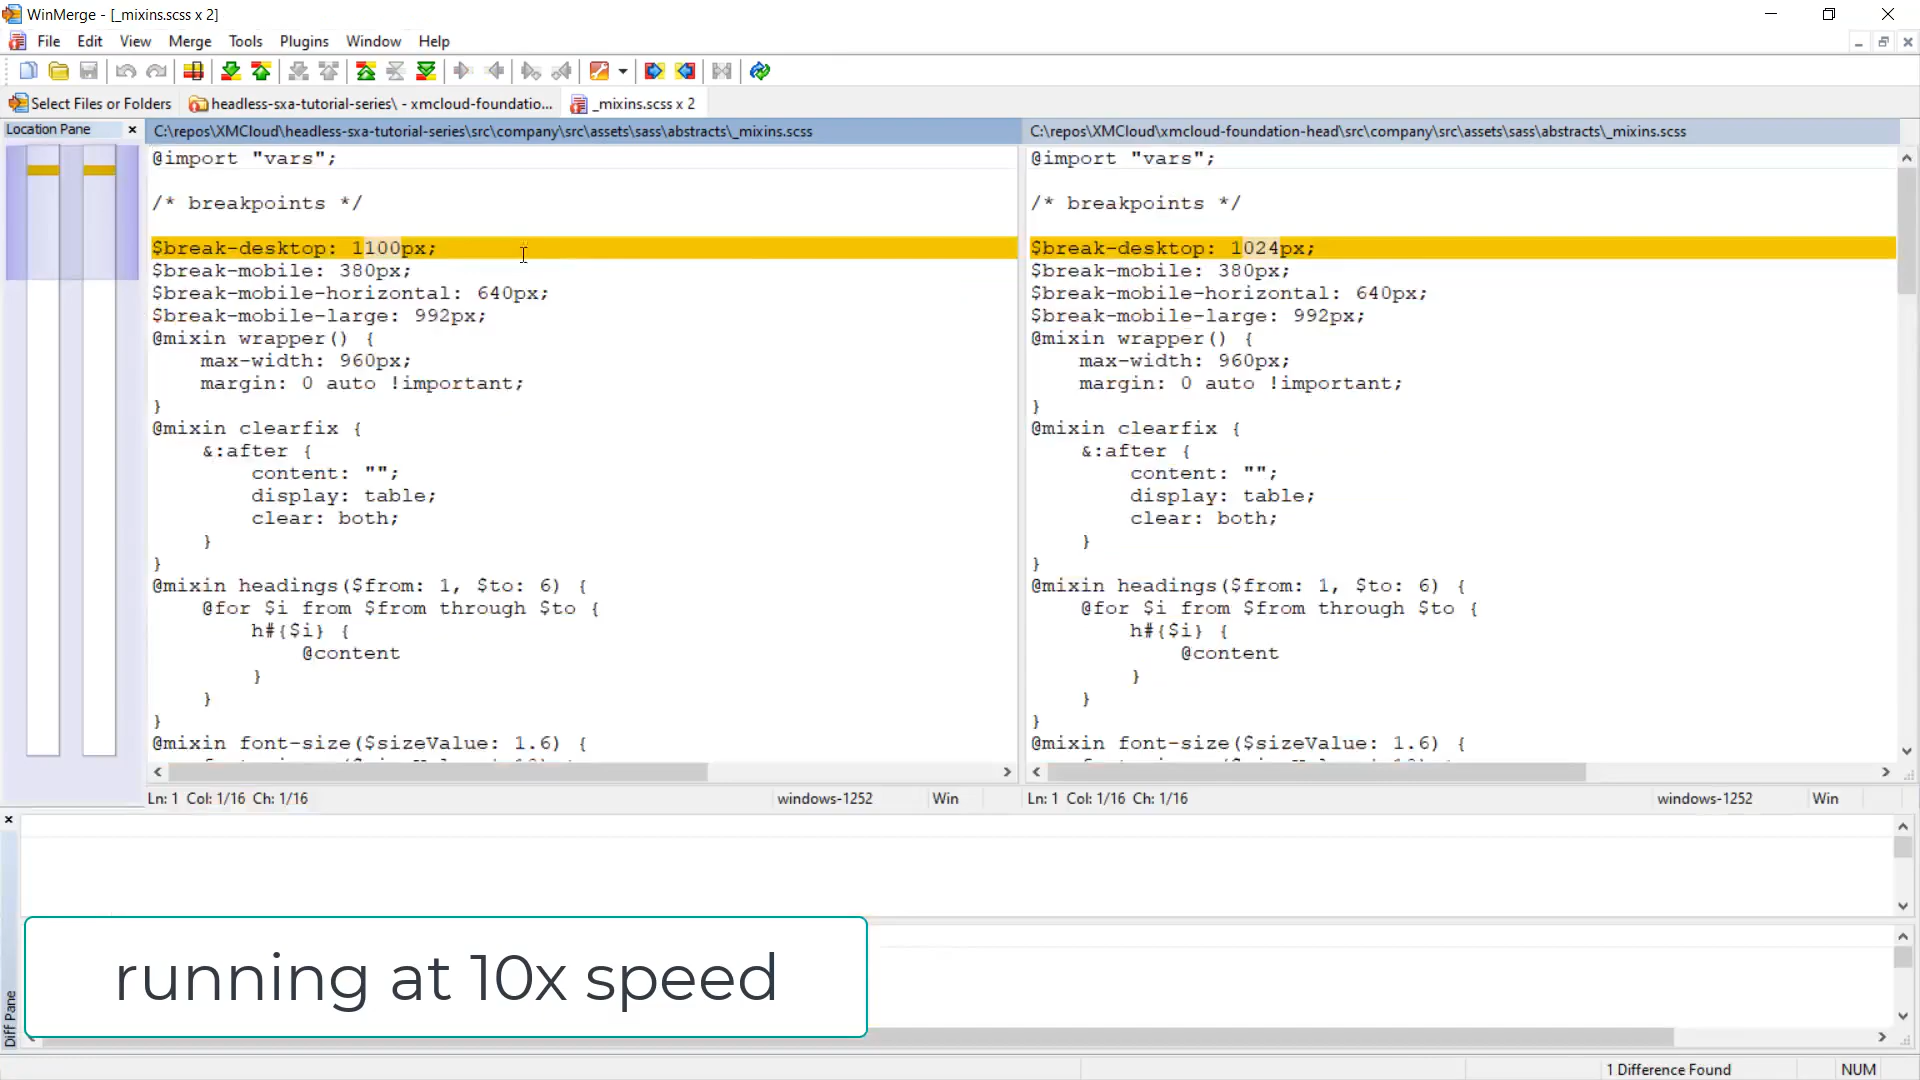 WinMerge - [_mixins.scss x 2]
File Edit View Merge Tools Plugins Window Help
Select Files or Folders headless-sxa-tutorial-series\ - xmcloud-foundatio... _mixins.scss x 2
Location Pane
C:\repos\XMCloud\headless-sxa-tutorial-series\src\company\src\assets\sass\abstracts\_mixins.scss
@import "vars";
/* breakpoints */
$break-desktop: 1100px;
$break-mobile: 380px;
$break-mobile-horizontal: 640px;
$break-mobile-large: 992px;
@mixin wrapper() {
    max-width: 960px;
    margin: 0 auto !important;
}
@mixin clearfix {
    &:after {
        content: "";
        display: table;
        clear: both;
    }
}
@mixin headings($from: 1, $to: 6) {
    @for $i from $from through $to {
        h#{$i} {
            @content
        }
    }
}
@mixin font-size($sizeValue: 1.6) {
Ln: 1 Col: 1/16 Ch: 1/16 windows-1252 Win
C:\repos\XMCloud\xmcloud-foundation-head\src\company\src\assets\sass\abstracts\_mixins.scss
@import "vars";
/* breakpoints */
$break-desktop: 1024px;
$break-mobile: 380px;
$break-mobile-horizontal: 640px;
$break-mobile-large: 992px;
@mixin wrapper() {
    max-width: 960px;
    margin: 0 auto !important;
}
@mixin clearfix {
    &:after {
        content: "";
        display: table;
        clear: both;
    }
}
@mixin headings($from: 1, $to: 6) {
    @for $i from $from through $to {
        h#{$i} {
            @content
        }
    }
}
@mixin font-size($sizeValue: 1.6) {
Ln: 1 Col: 1/16 Ch: 1/16 windows-1252 Win
Diff Pane
running at 10x speed
1 Difference Found NUM